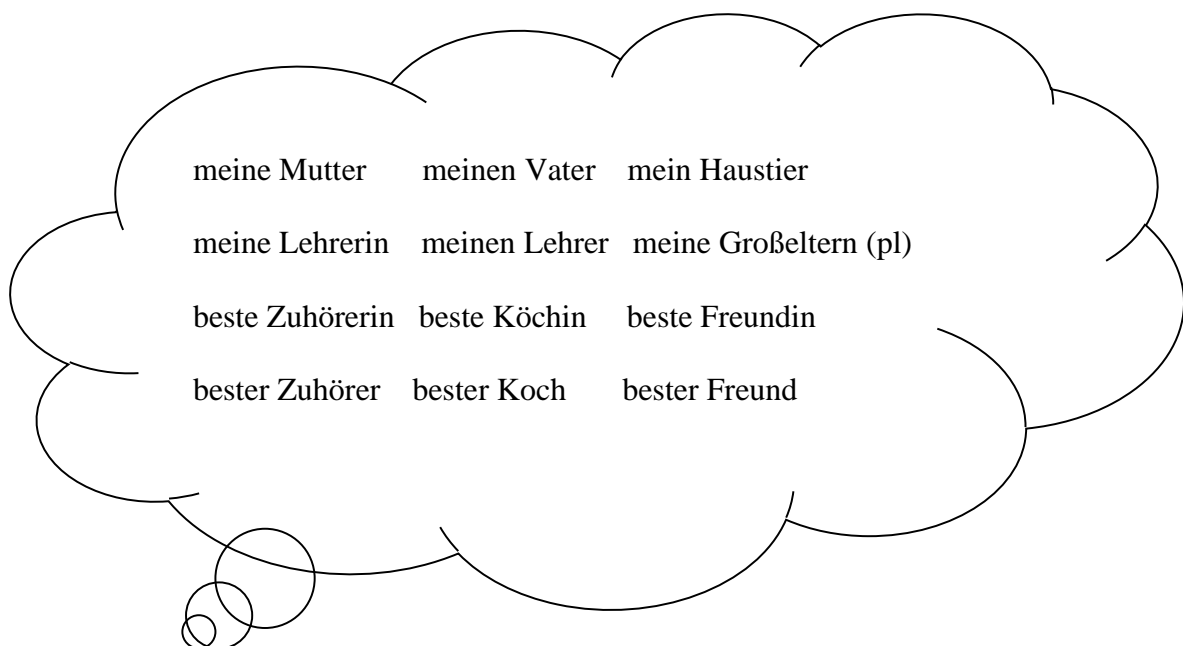 meine Mutter meinen Vater mein Haustier
meine Lehrerin meinen Lehrer meine Großeltern (pl)
beste Zuhörerin beste Köchin beste Freundin
bester Zuhörer bester Koch bester Freund